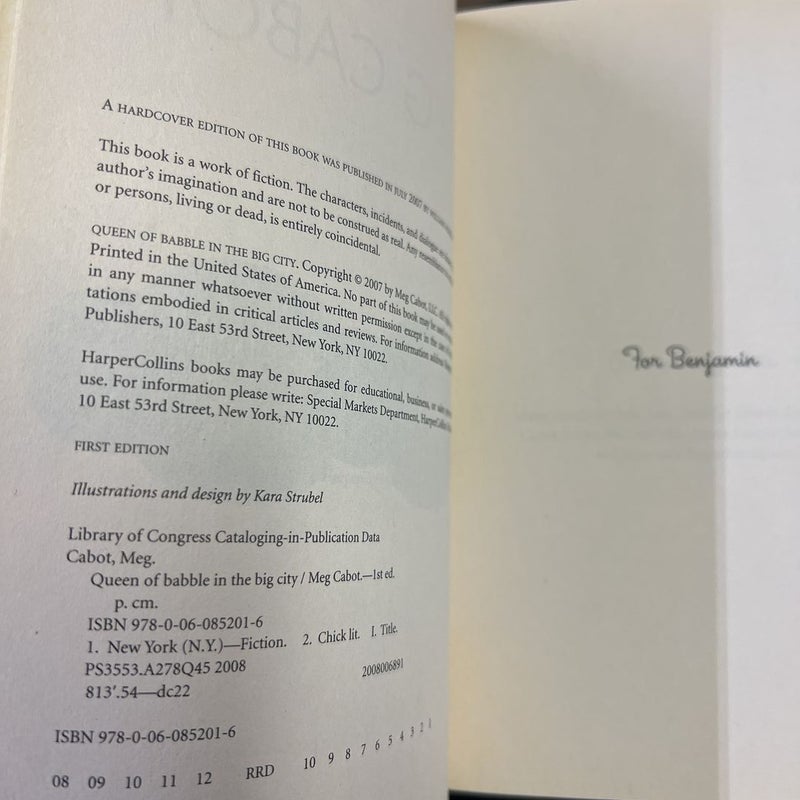 A HARDCOVER EDITION OF THIS BOOK WAS PUBLISHED IN JULY 2007 BY
This book is a work of fiction. The characters, incidents, and dialogue
author's imagination and are not to be construed as real. Any resemblance
or persons, living or dead, is entirely coincidental.
QUEEN OF BABBLE IN THE BIG CITY. Copyright © 2007 by Meg Cabot, LLC.
Printed in the United States of America. No part of this book may be
in any manner whatsoever without written permission except in the
tations embodied in critical articles and reviews. For information address
Publishers, 10 East 53rd Street, New York, NY 10022.
HarperCollins books may be purchased for educational, business, or
use. For information please write: Special Markets Department, HarperCollins
10 East 53rd Street, New York, NY 10022.
FIRST EDITION
Illustrations and design by Kara Strubel
Library of Congress Cataloging-in-Publication Data
Cabot, Meg.
Queen of babble in the big city / Meg Cabot.—1st ed.
p. cm.
ISBN 978-0-06-085201-6
1. New York (N.Y.)—Fiction. 2. Chick lit. I. Title.
PS3553.A278Q45 2008
2008006891
813'.54—dc22
ISBN 978-0-06-085201-6
08 09 10 11 12 RRD 10 9 8 7 6 5 4 3 2 1
For Benjamin